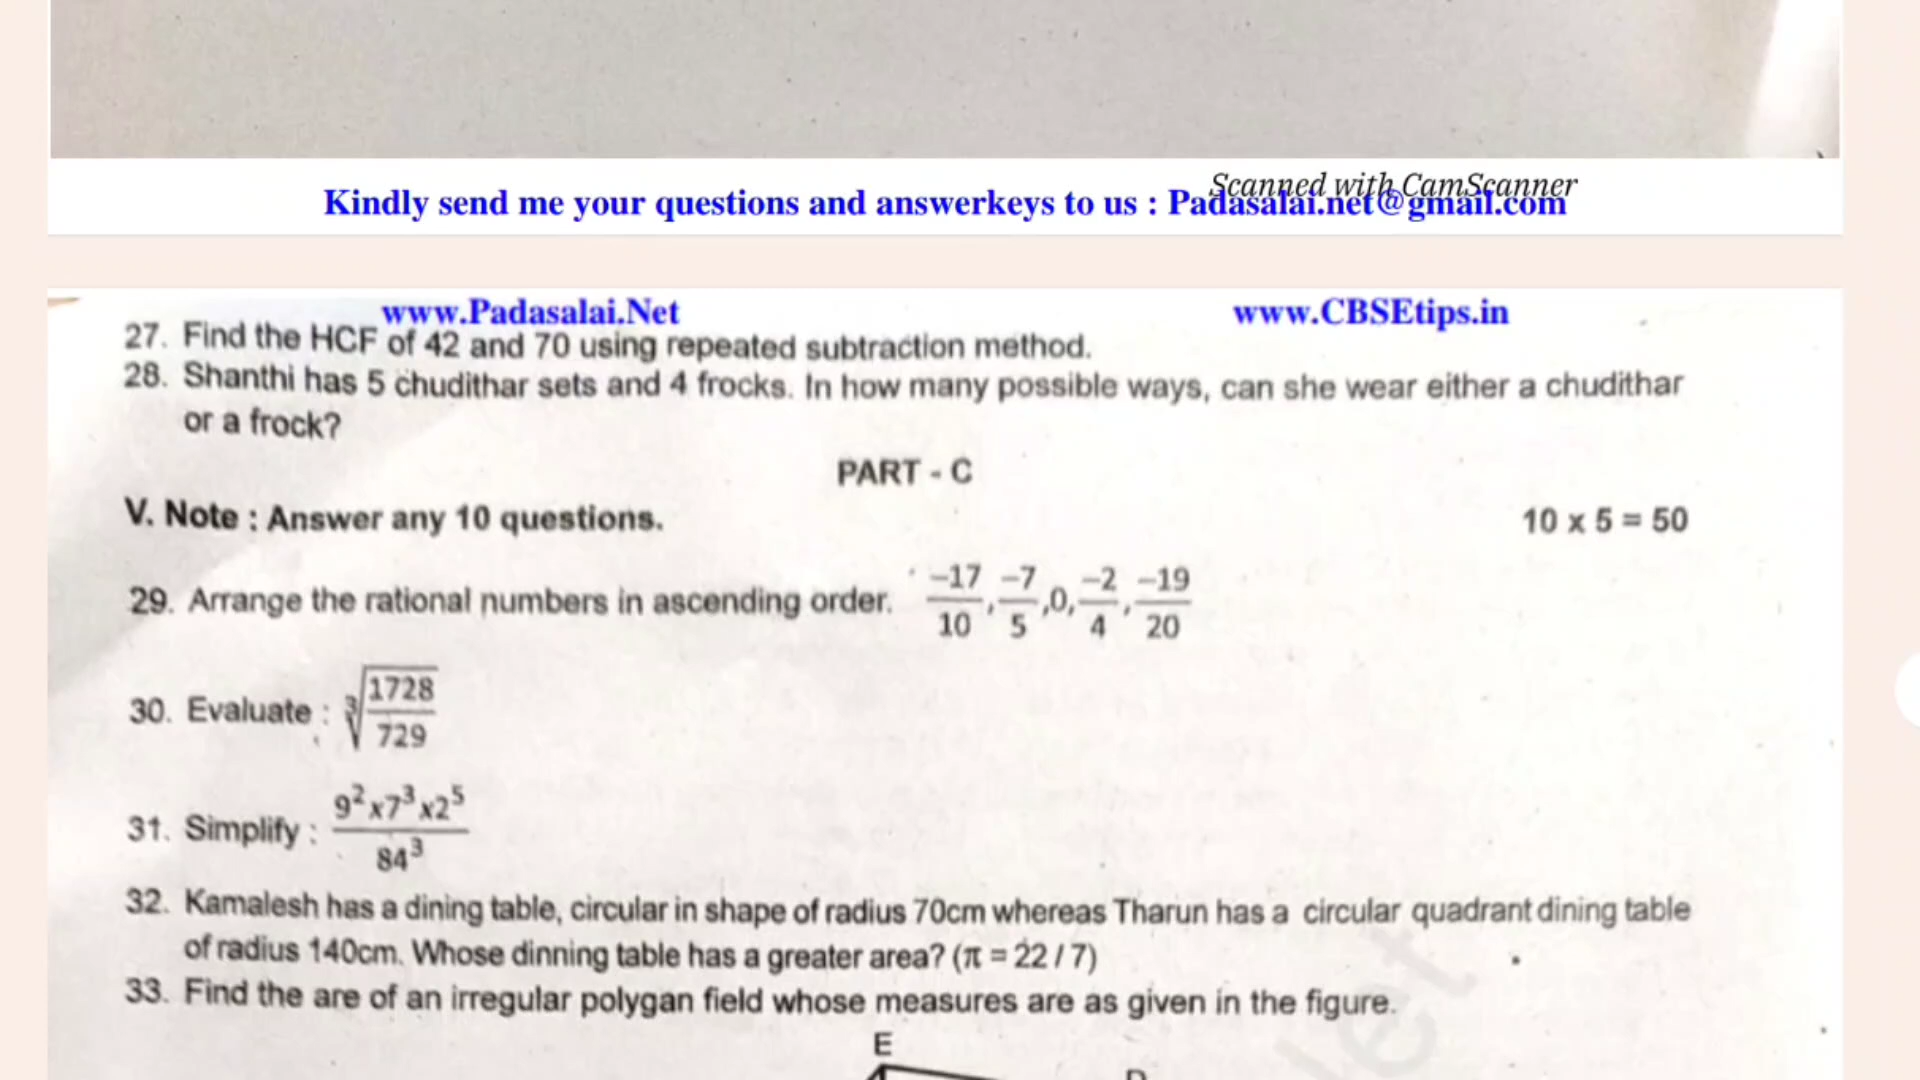 Scanned with CamScanner
Kindly send me your questions and answerkeys to us : Padasalai.net@gmail.com
www.Padasalai.Net www.CBSEtips.in
27. Find the HCF of 42 and 70 using repeated subtraction method.
28. Shanthi has 5 chudithar sets and 4 frocks. In how many possible ways, can she wear either a chudithar
or a frock?
PART - C
V. Note : Answer any 10 questions. 10 x 5 = 50
29. Arrange the rational numbers in ascending order. −17/10, −7/5, 0, −2/4, −19/20
30. Evaluate : ∛(1728/729)
31. Simplify : (9²x7³x2⁵)/84³
32. Kamalesh has a dining table, circular in shape of radius 70cm whereas Tharun has a circular quadrant dining table
of radius 140cm. Whose dinning table has a greater area? (π = 22 / 7)
33. Find the are of an irregular polygan field whose measures are as given in the figure.
E